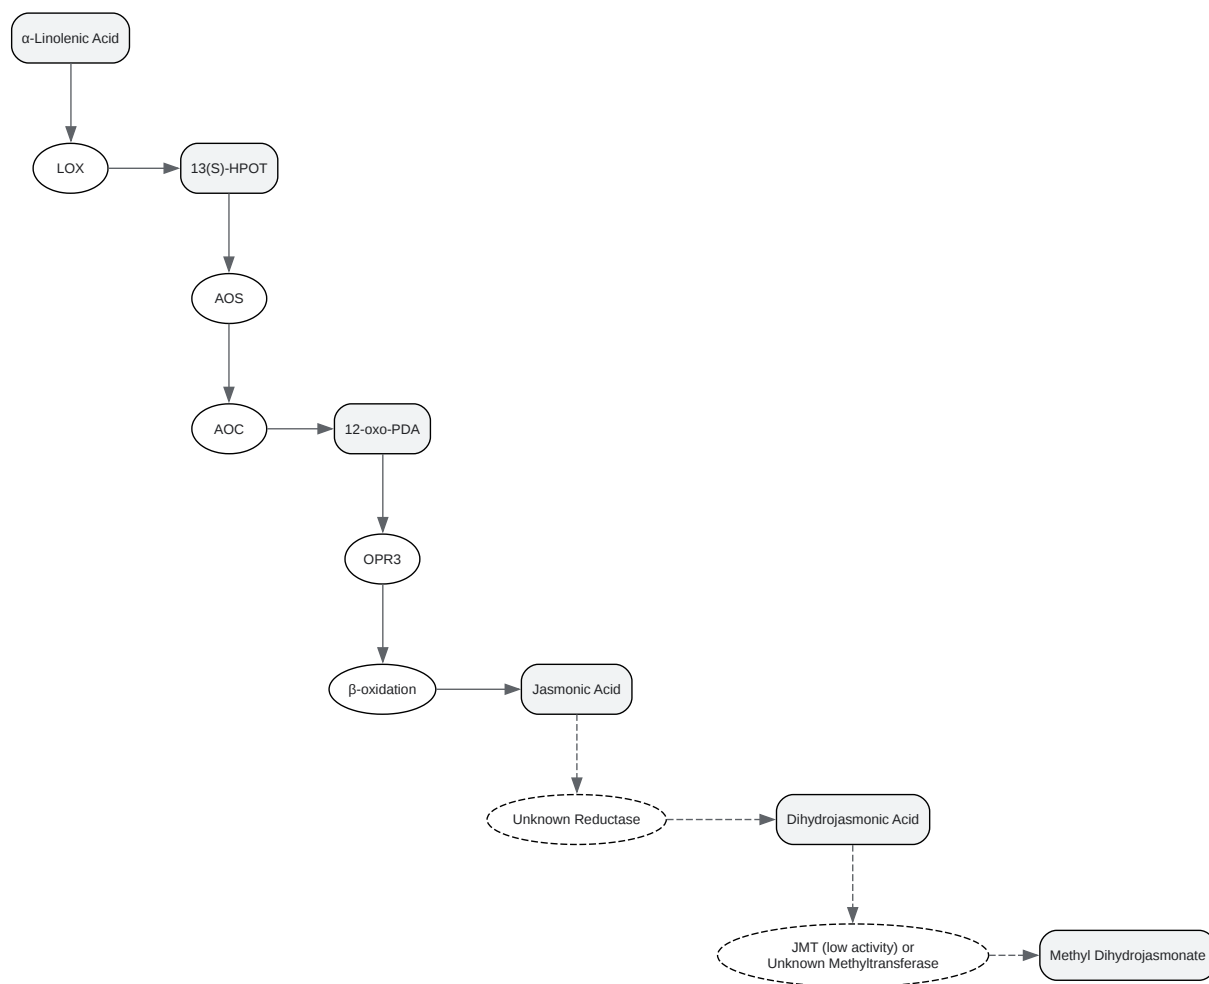 α-Linolenic Acid
LOX
13(S)-HPOT
AOS
AOC
12-oxo-PDA
OPR3
β-oxidation
Jasmonic Acid
Unknown Reductase
Dihydrojasmonic Acid
JMT (low activity) or
Unknown Methyltransferase
Methyl Dihydrojasmonate